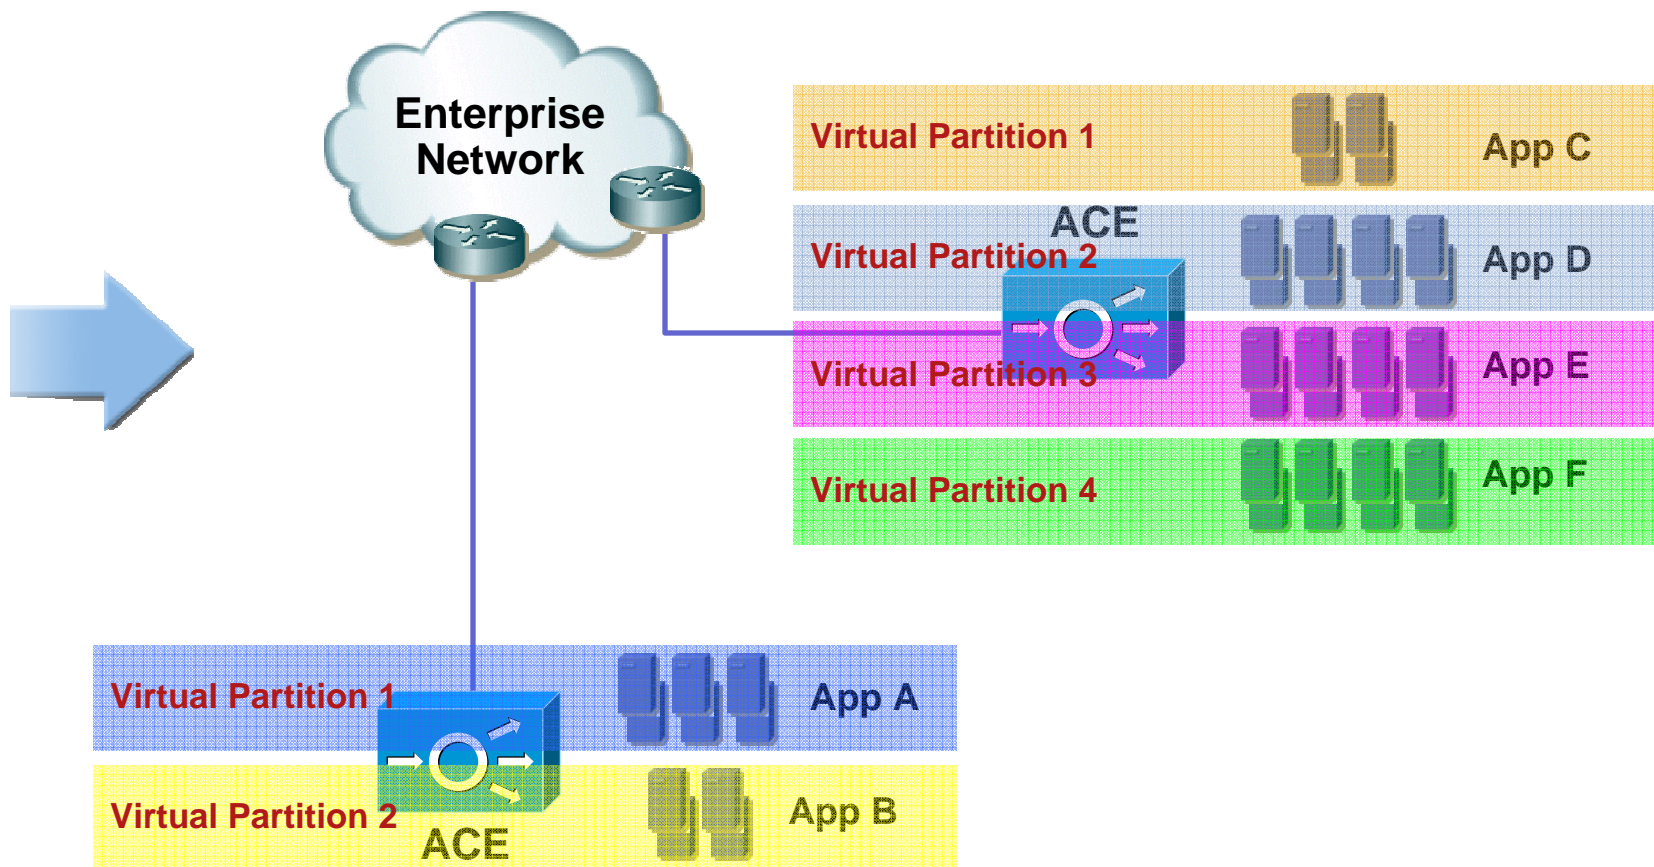 Enterprise
Network
Virtual Partition 1
App C
ACE
Virtual Partition 2
App D
Virtual Partition 3
App E
Virtual Partition 4
App F
Virtual Partition 1
App A
Virtual Partition 2
App B
ACE